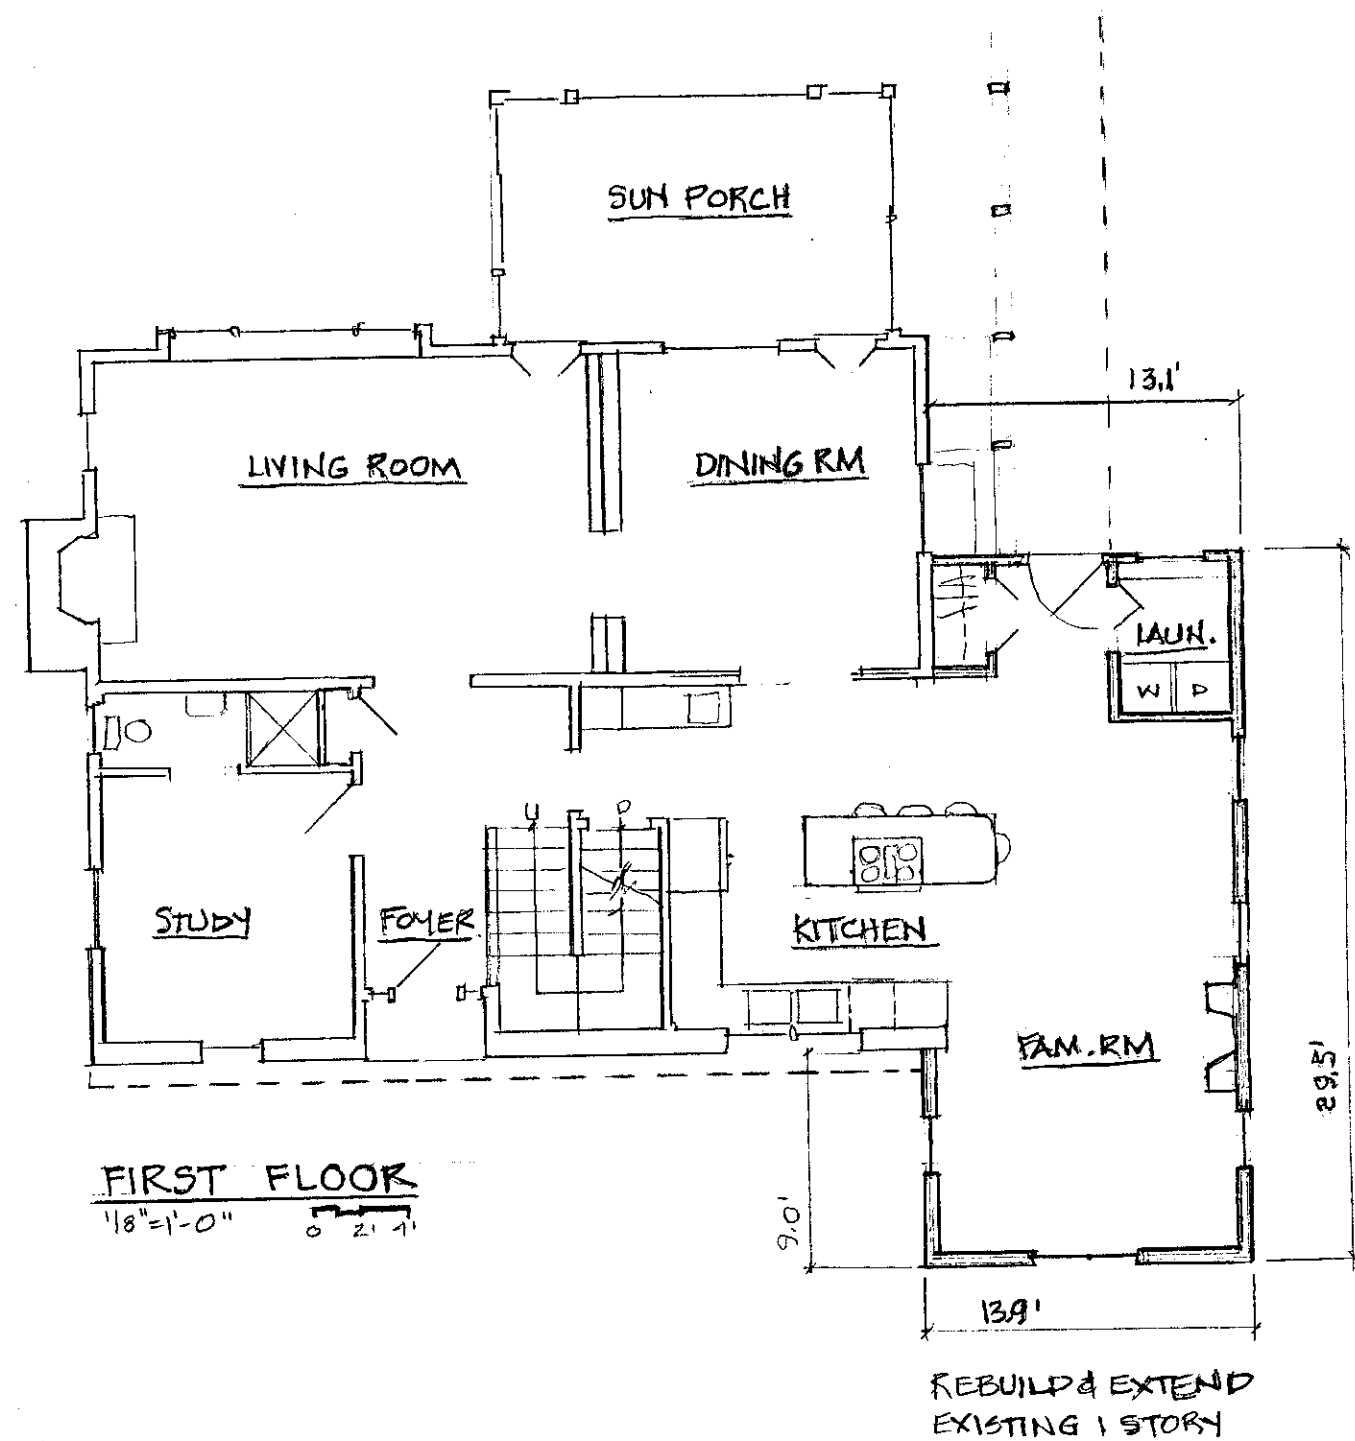 SUN PORCH
13.1'
LIVING ROOM
DINING RM
LAUN.
W D
U D
STUDY
FOYER
KITCHEN
FAM. RM
29.5'
FIRST FLOOR
1/8"=1'-0"
0 2' 4'
9.0'
13.9'
REBUILD & EXTEND
EXISTING 1 STORY